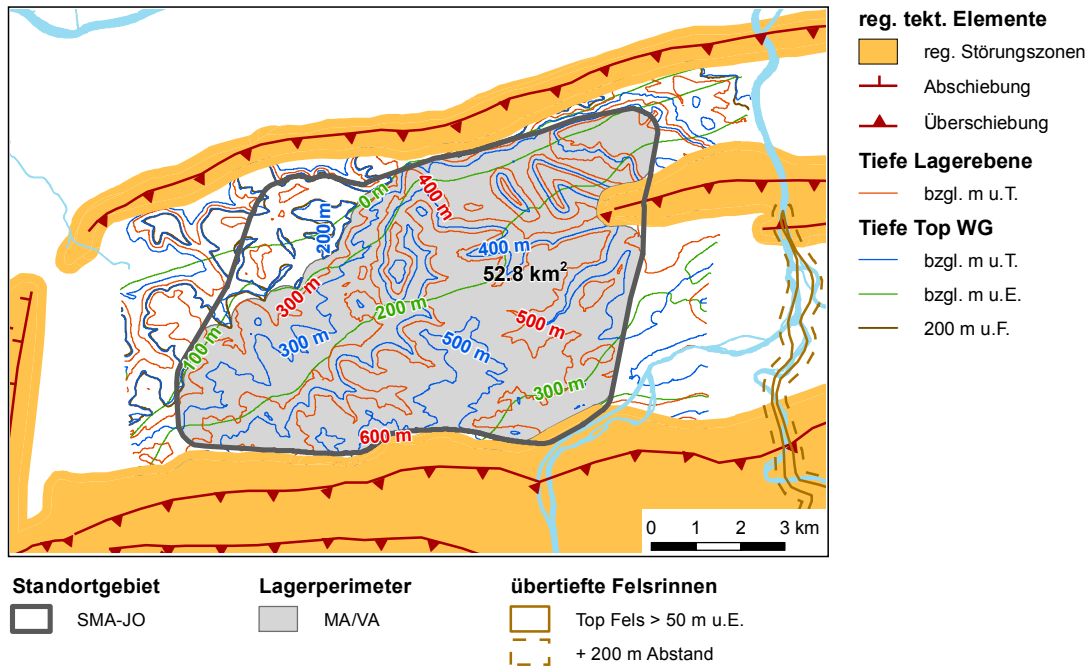 reg. tekt. Elemente
reg. Störungszonen
Abschiebung
Überschiebung
Tiefe Lagerebene
bzgl. m u.T.
Tiefe Top WG
bzgl. m u.T.
bzgl. m u.E.
200 m u.F.
0 m
400 m
200 m
400 m
52.8 km²
300 m
200 m
500 m
100 m
300 m
500 m
300 m
600 m
0 1 2 3 km
Standortgebiet
SMA-JO
Lagerperimeter
MA/VA
übertiefte Felsrinnen
Top Fels > 50 m u.E.
+ 200 m Abstand